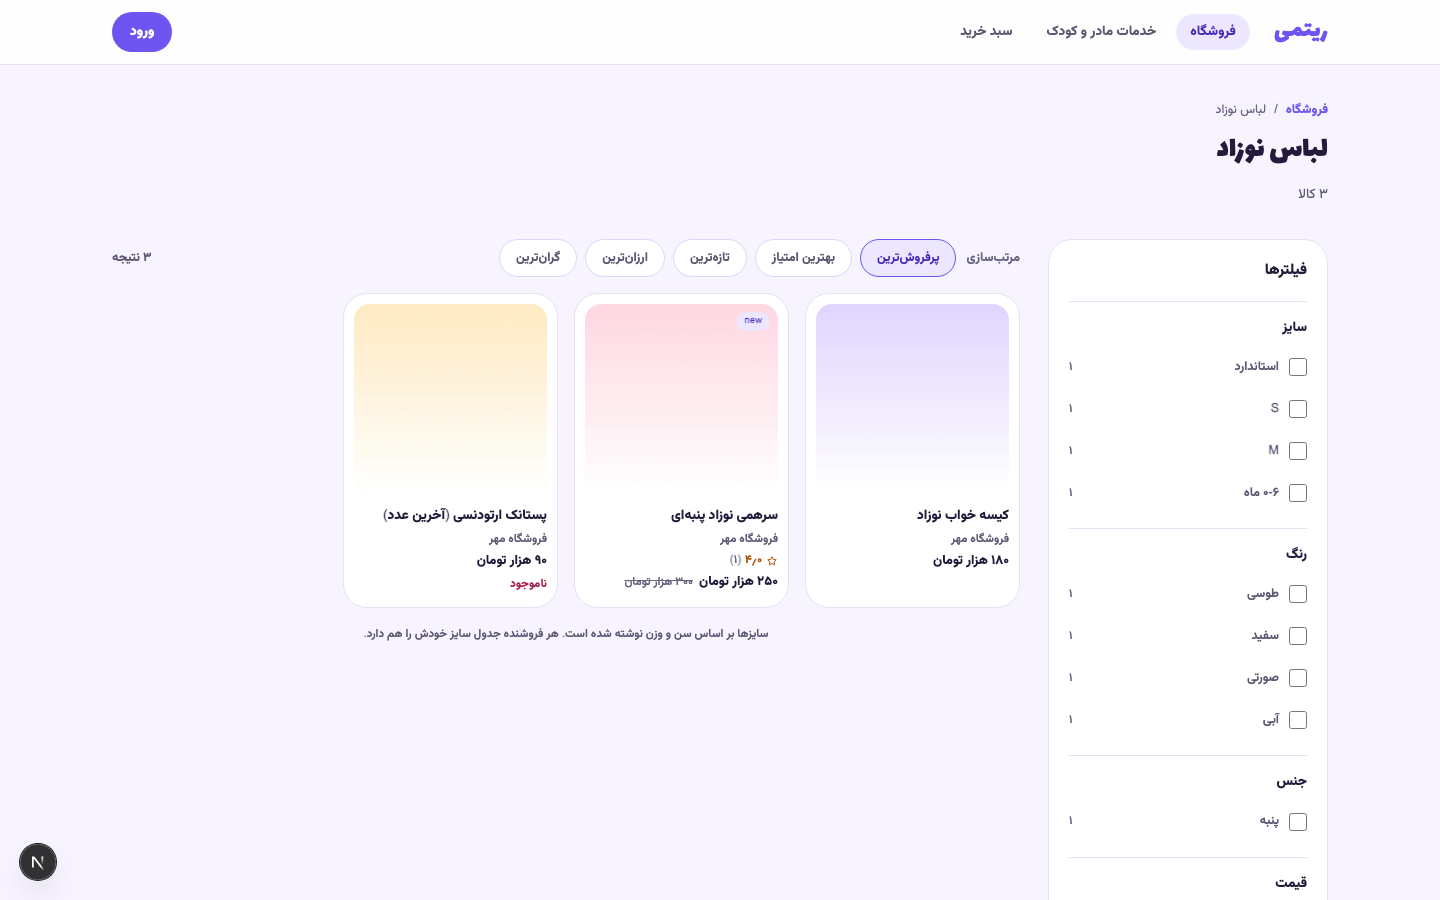 ریتمی
فروشگاه
خدمات مادر و کودک
سبد خرید
ورود
فروشگاه / لباس نوزاد
لباس نوزاد
۳ کالا
فیلترها
سایز
استاندارد ۱
S ۱
M ۱
۰-۶ ماه ۱
رنگ
طوسی ۱
سفید ۱
صورتی ۱
آبی ۱
جنس
پنبه ۱
قیمت
مرتب‌سازی
پرفروش‌ترین
بهترین امتیاز
تازه‌ترین
ارزان‌ترین
گران‌ترین
۳ نتیجه
کیسه خواب نوزاد
فروشگاه مهر
۱۸۰ هزار تومان
new
سرهمی نوزاد پنبه‌ای
فروشگاه مهر
۴٫۰ (۱)
۲۵۰ هزار تومان ۳۰۰ هزار تومان
پستانک ارتودنسی (آخرین عدد)
فروشگاه مهر
۹۰ هزار تومان
ناموجود
سایزها بر اساس سن و وزن نوشته شده است. هر فروشنده جدول سایز خودش را هم دارد.
N